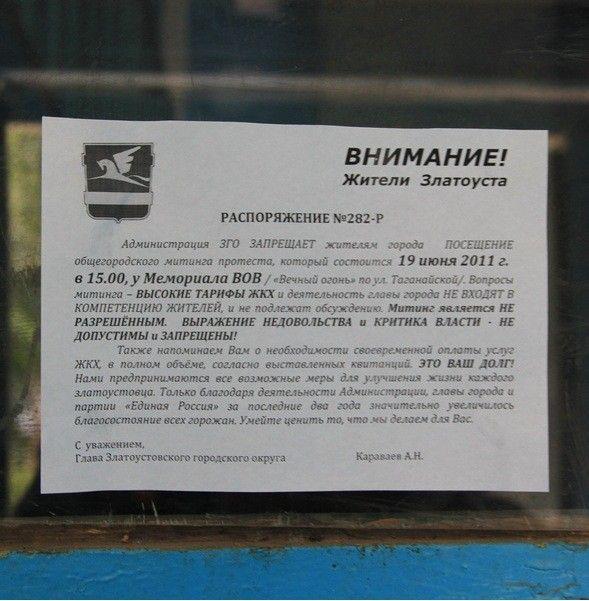 ВНИМАНИЕ!
Жители Златоуста
РАСПОРЯЖЕНИЕ №282-Р
Администрация ЗГО ЗАПРЕЩАЕТ жителям города ПОСЕЩЕНИЕ
общегородского митинга протеста, который состоится 19 июня 2011 г.
в 15.00, у Мемориала ВОВ / «Вечный огонь» по ул. Таганайской/. Вопросы
митинга – ВЫСОКИЕ ТАРИФЫ ЖКХ и деятельность главы города НЕ ВХОДЯТ В
КОМПЕТЕНЦИЮ ЖИТЕЛЕЙ, и не подлежат обсуждению. Митинг является НЕ
РАЗРЕШЁННЫМ. ВЫРАЖЕНИЕ НЕДОВОЛЬСТВА и КРИТИКА ВЛАСТИ - НЕ
ДОПУСТИМЫ и ЗАПРЕЩЕНЫ!
Также напоминаем Вам о необходимости своевременной оплаты услуг
ЖКХ, в полном объёме, согласно выставленных квитанций. ЭТО ВАШ ДОЛГ!
Нами предпринимаются все возможные меры для улучшения жизни каждого
златоустовца. Только благодаря деятельности Администрации, главы города и
партии «Единая Россия» за последние два года значительно увеличилось
благосостояние всех горожан. Умейте ценить то, что мы делаем для Вас.
С уважением,
Глава Златоустовского городского округа Караваев А.Н.